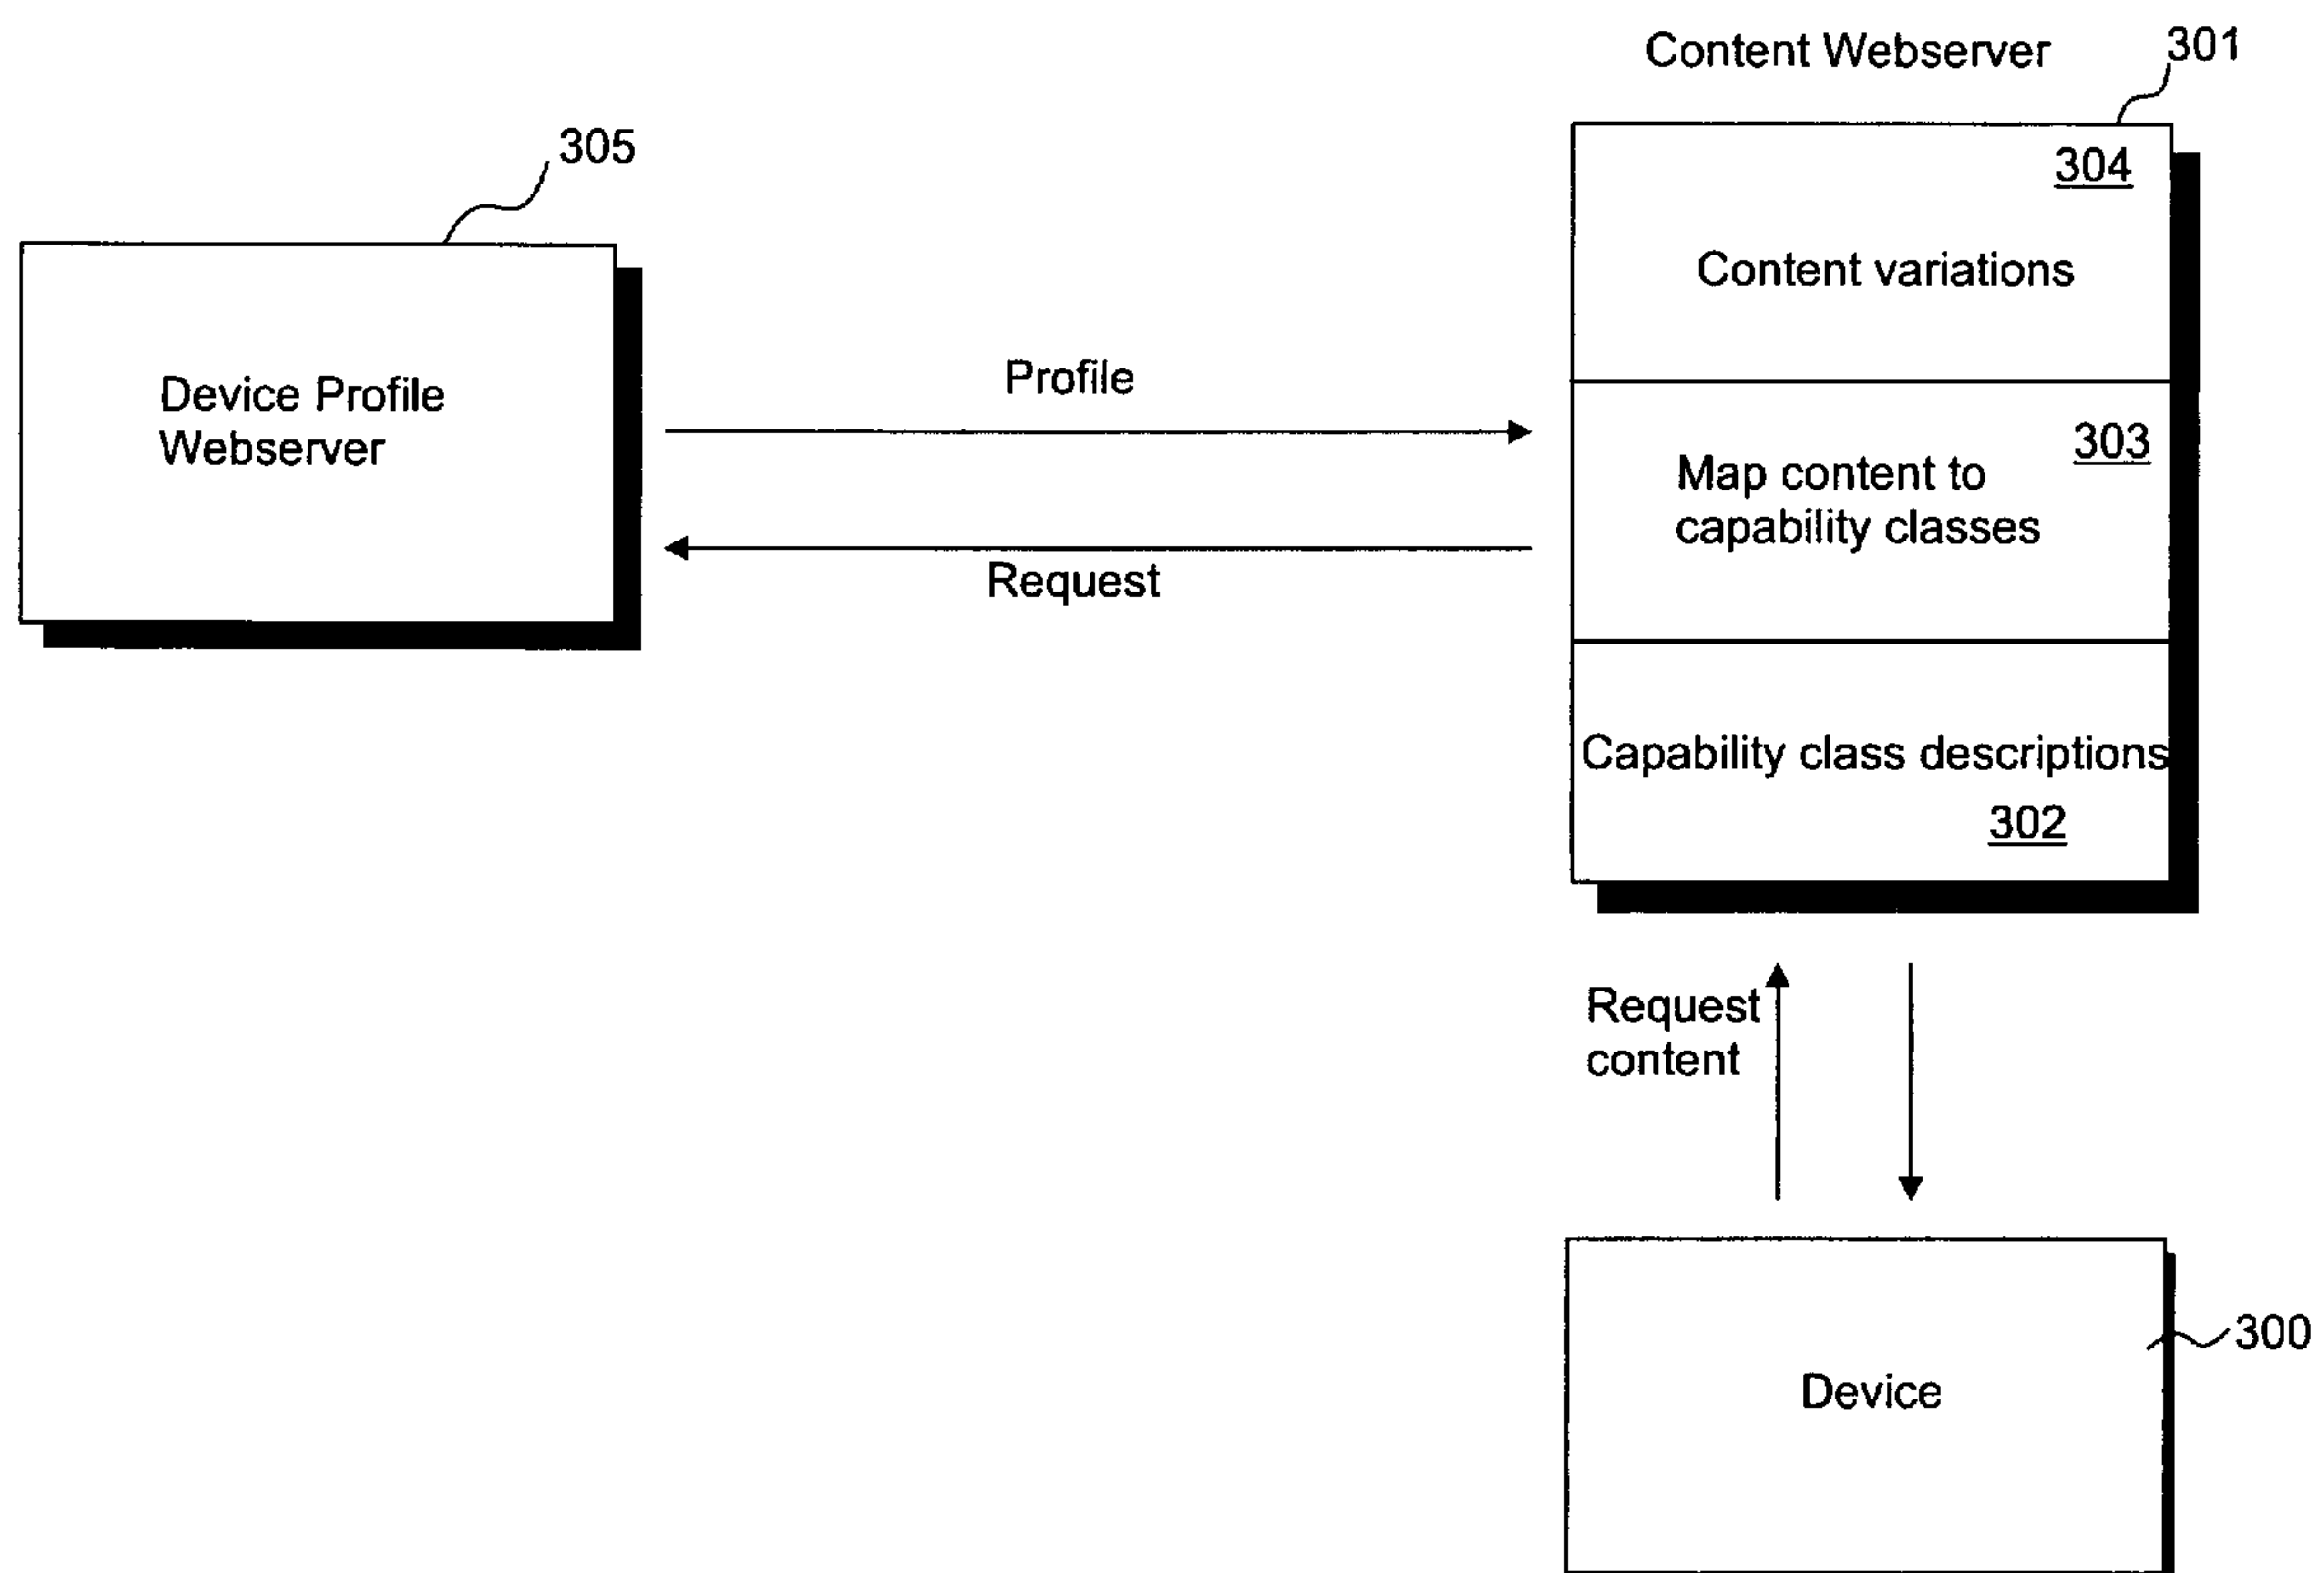 Content Webserver
301
305
304
Content variations
Device Profile
Webserver
Profile
303
Map content to
capability classes
Request
Capability class descriptions
302
Request
content
300
Device